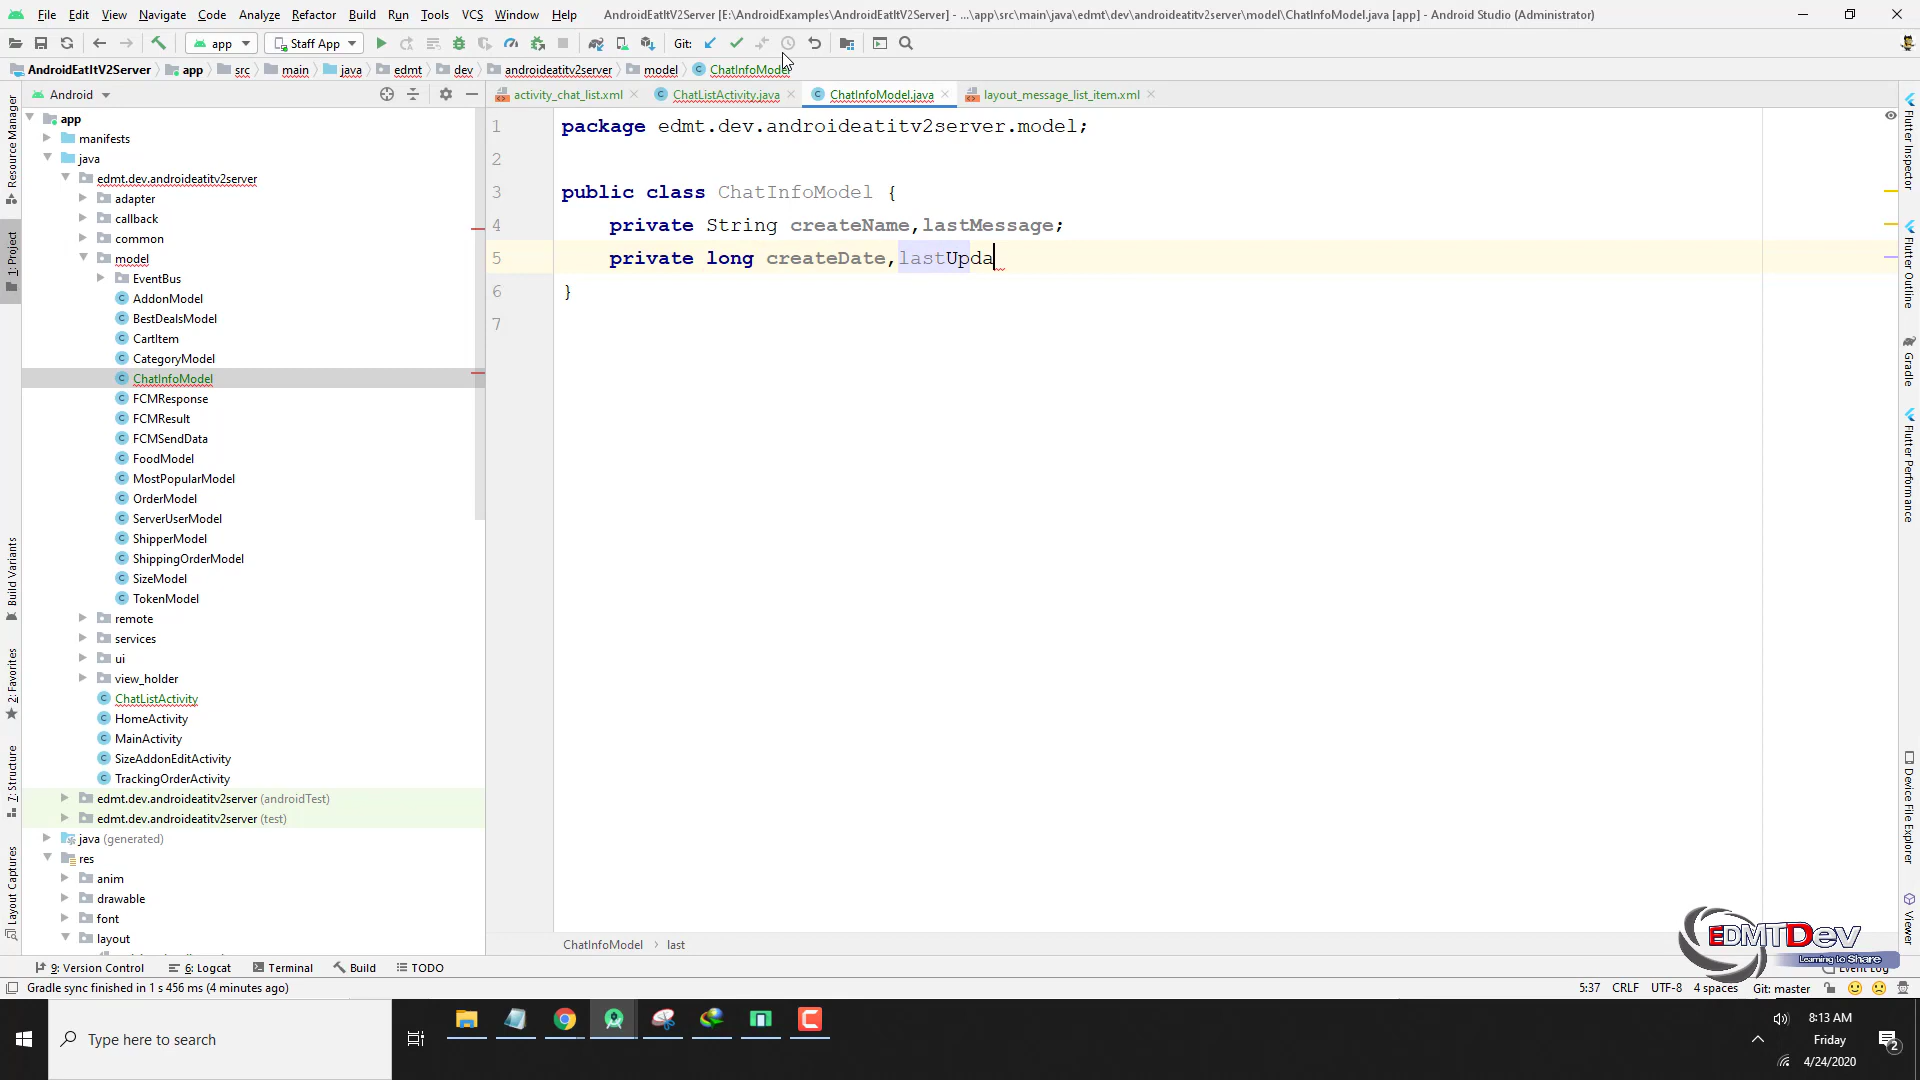 File Edit View Navigate Code Analyze Refactor Build Run Tools VCS Window Help AndroidEatItV2Server [E:\AndroidExamples\AndroidEatItV2Server] - ...\app\src\main\java\edmt\dev\androideatitv2server\model\ChatInfoModel.java [app] - Android Studio (Administrator)
app Staff App Git:
AndroidEatItV2Server app src main java edmt dev androideatitv2server model ChatInfoModel
Android activity_chat_list.xml ChatListActivity.java ChatInfoModel.java layout_message_list_item.xml
app
manifests
java
edmt.dev.androideatitv2server
adapter
callback
common
model
EventBus
AddonModel
BestDealsModel
CartItem
CategoryModel
ChatInfoModel
FCMResponse
FCMResult
FCMSendData
FoodModel
MostPopularModel
OrderModel
ServerUserModel
ShipperModel
ShippingOrderModel
SizeModel
TokenModel
remote
services
ui
view_holder
ChatListActivity
HomeActivity
MainActivity
SizeAddonEditActivity
TrackingOrderActivity
edmt.dev.androideatitv2server (androidTest)
edmt.dev.androideatitv2server (test)
java (generated)
res
anim
drawable
font
layout
1 package edmt.dev.androideatitv2server.model;
2
3 public class ChatInfoModel {
4 private String createName,lastMessage;
5 private long createDate,lastUpda
6 }
7
ChatInfoModel > last
Resource Manager
1: Project
Build Variants
2: Favorites
7: Structure
Layout Captures
Flutter Inspector
Flutter Outline
Gradle
Flutter Performance
Device File Explorer
Viewer
EDMTDev
Learning to Share
9: Version Control 6: Logcat Terminal Build TODO Event Log
Gradle sync finished in 1 s 456 ms (4 minutes ago) 5:37 CRLF UTF-8 4 spaces Git: master
Type here to search
8:13 AM
Friday
4/24/2020
2